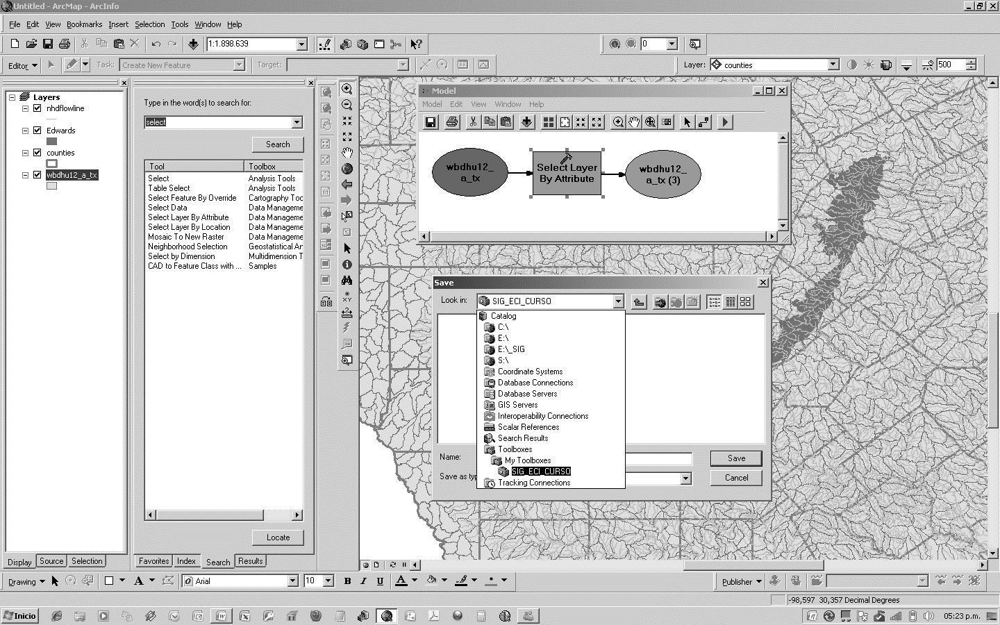 Untitled - ArcMap - ArcInfo
File Edit View Bookmarks Insert Selection Tools Window Help
1:1.898.639
0
Editor Task: Create New Feature Target:
Layer: counties 500
Layers
nhdflowline
Edwards
counties
wbdhu12_a_tx
Display Source Selection
Type in the word(s) to search for:
select
Search
Tool Toolbox
Select Analysis Tools
Table Select Analysis Tools
Select Feature By Override Cartography Too
Select Data Data Manageme
Select Layer By Attribute Data Manageme
Select Layer By Location Data Manageme
Mosaic To New Raster Data Manageme
Neighborhood Selection Geostatistical An
Select by Dimension Multidimension T
CAD to Feature Class with ... Samples
Locate
Favorites Index Search Results
XY
Model
Model Edit View Window Help
wbdhu12_
a_tx
Select Layer
By Attribute
wbdhu12_
a_tx (3)
Save
Look in: SIG_ECI_CURSO
Catalog
C:\
E:\
E:\_SIG
S:\
Coordinate Systems
Database Connections
Database Servers
GIS Servers
Interoperability Connections
Scalar References
Search Results
Toolboxes
My Toolboxes
SIG_ECI_CURSO
Tracking Connections
Name:
Save as typ
Save
Cancel
Drawing A Arial 10 B I U A
Publisher
-98,597 30,357 Decimal Degrees
Inicio
05:23 p.m.